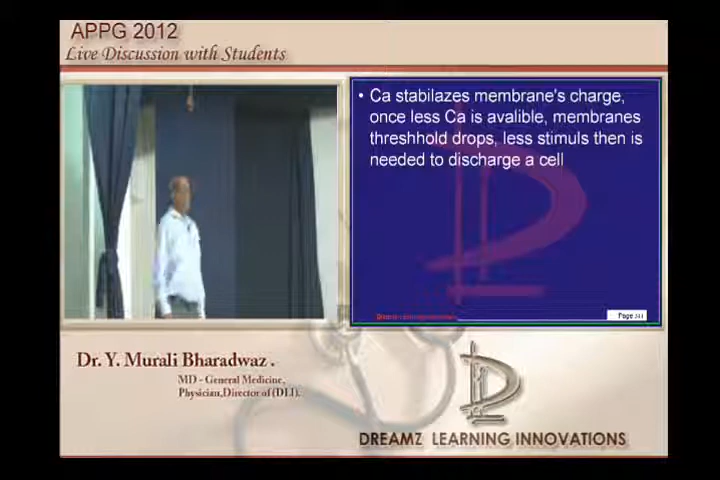 APPG 2012
Live Discussion with Students
• Ca stabilazes membrane's charge,
once less Ca is avalible, membranes
threshhold drops, less stimuls then is
needed to discharge a cell
Page
Dr. Y. Murali Bharadwaz .
MD - General Medicine,
Physician,Director of (DLI).
DREAMZ LEARNING INNOVATIONS